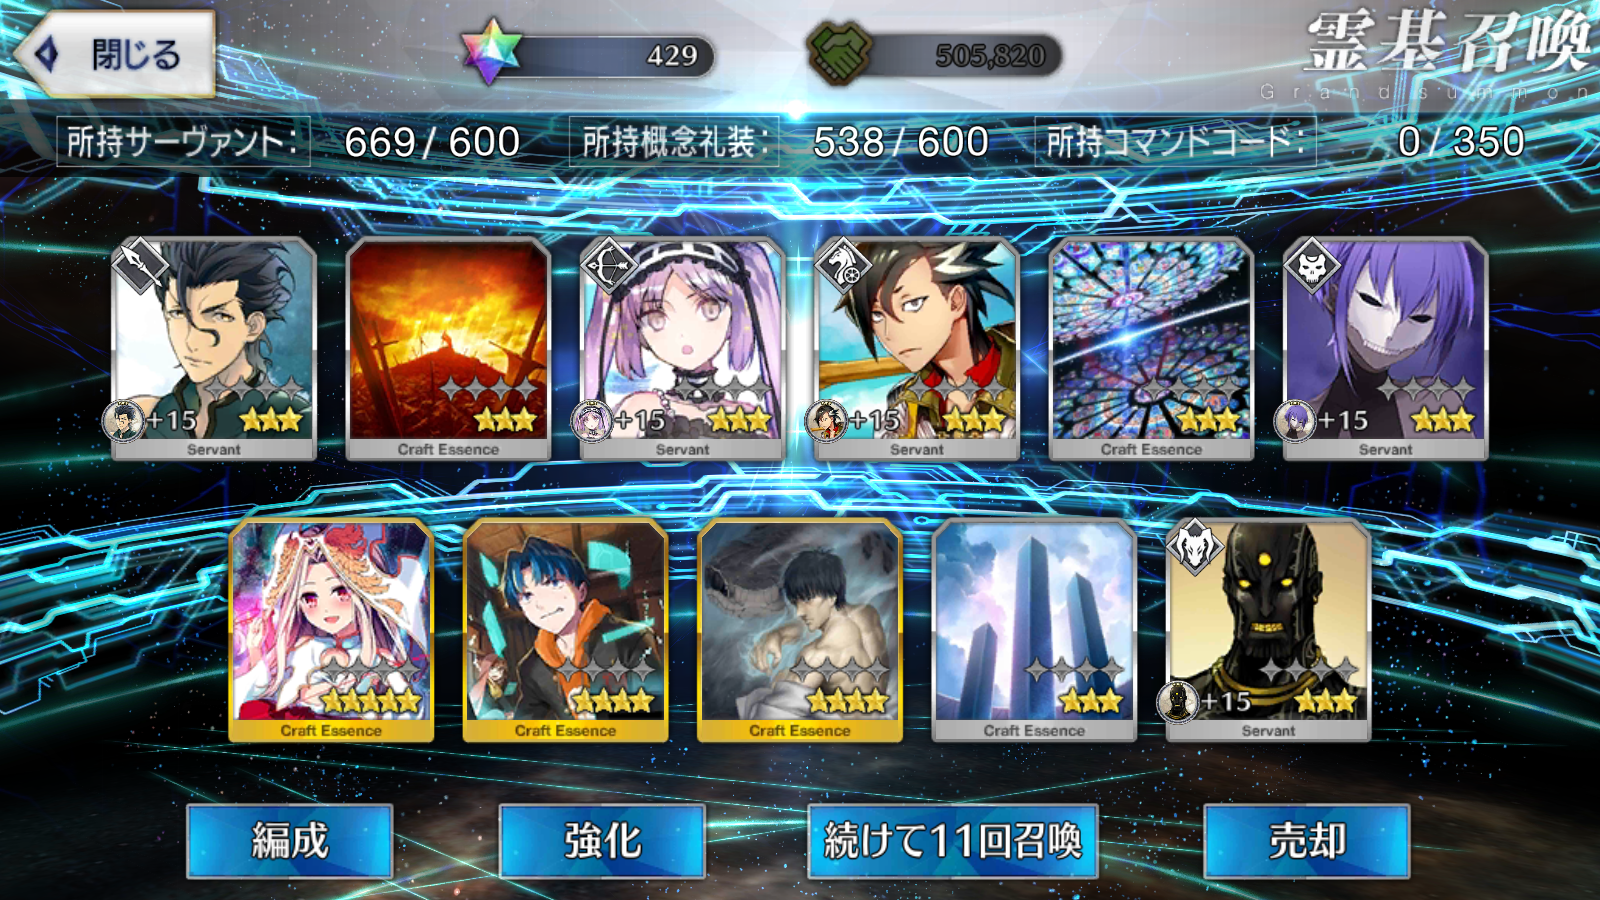 閉じる
429
505,820
霊基召喚
Grand summon
所持サーヴァント: 669 / 600
所持概念礼装: 538 / 600
所持コマンドコード: 0 / 350
+15
+15
+15
+15
Servant
Craft Essence
Servant
Servant
Craft Essence
Servant
+15
Craft Essence
Craft Essence
Craft Essence
Craft Essence
Servant
編成
強化
続けて11回召喚
売却